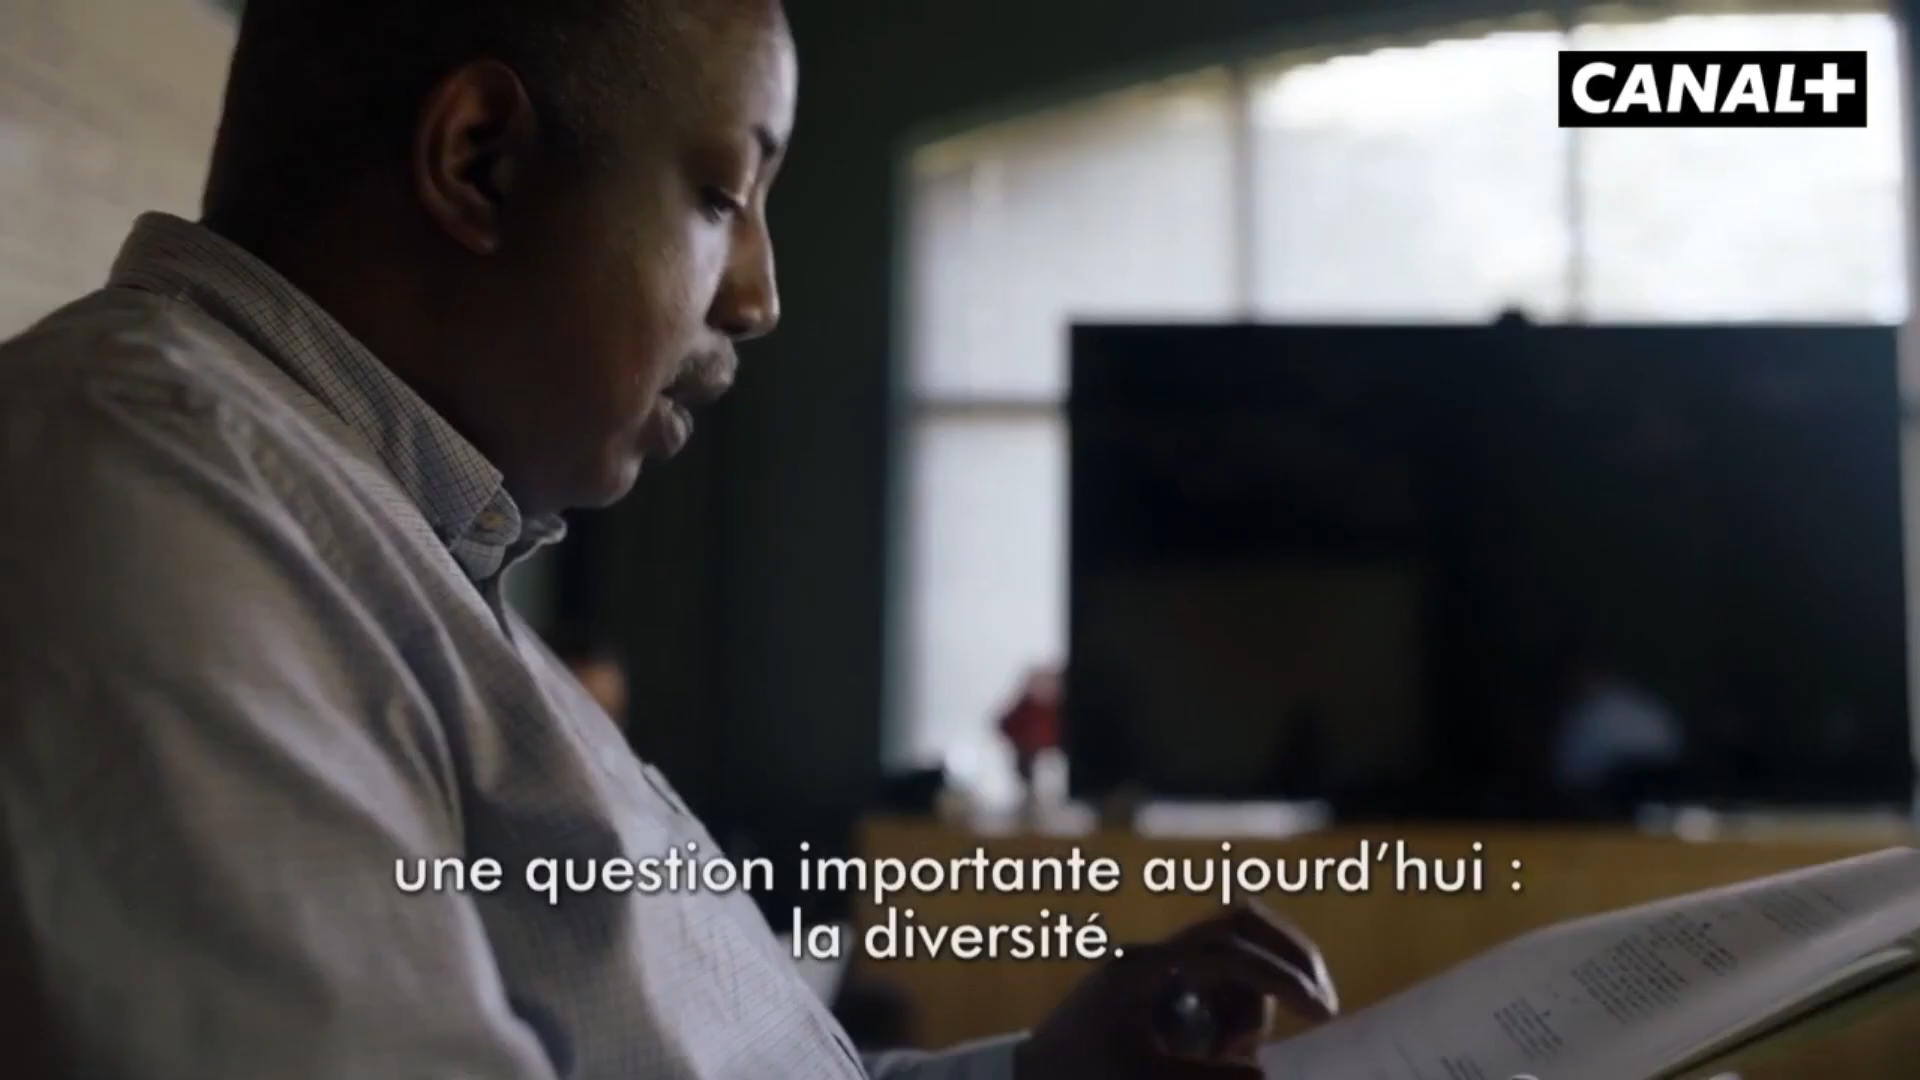 CANAL+
une question importante aujourd’hui :
la diversité.